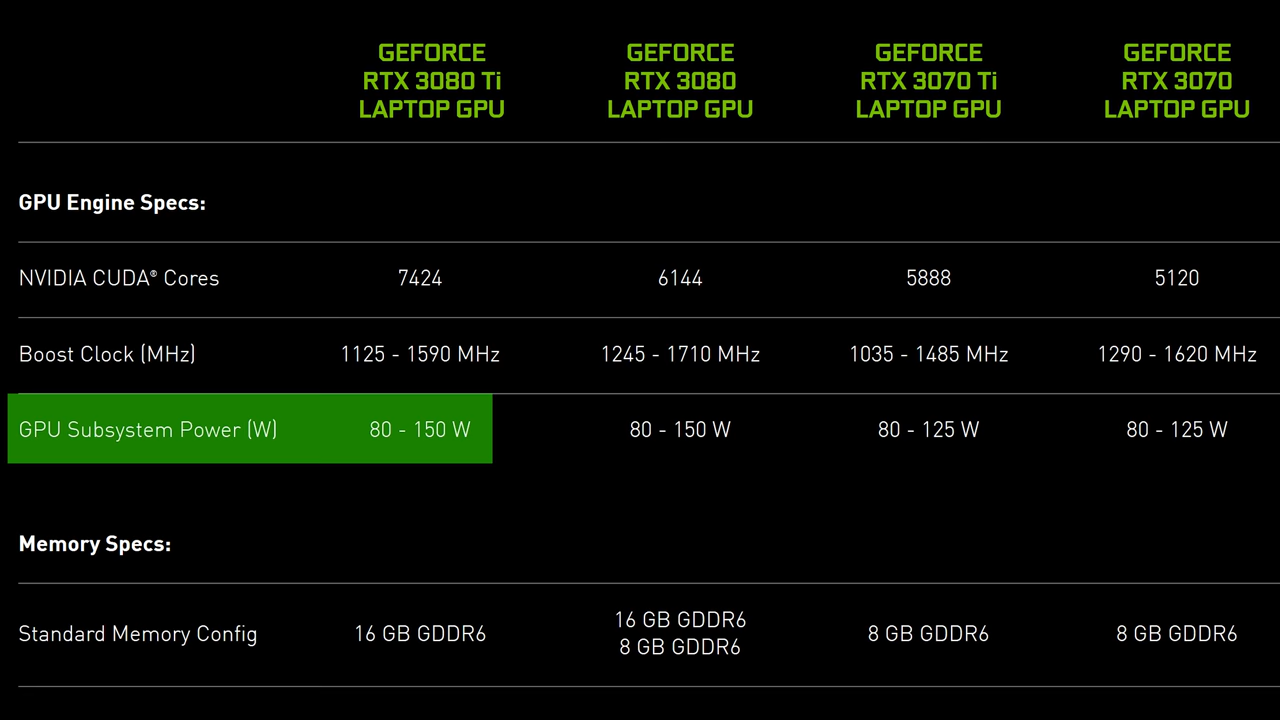 GEFORCE RTX 3080 Ti LAPTOP GPU
GEFORCE RTX 3080 LAPTOP GPU
GEFORCE RTX 3070 Ti LAPTOP GPU
GEFORCE RTX 3070 LAPTOP GPU
GPU Engine Specs:
NVIDIA CUDA® Cores 7424 6144 5888 5120
Boost Clock (MHz) 1125 - 1590 MHz 1245 - 1710 MHz 1035 - 1485 MHz 1290 - 1620 MHz
GPU Subsystem Power (W) 80 - 150 W 80 - 150 W 80 - 125 W 80 - 125 W
Memory Specs:
Standard Memory Config 16 GB GDDR6 16 GB GDDR6 8 GB GDDR6 8 GB GDDR6 8 GB GDDR6